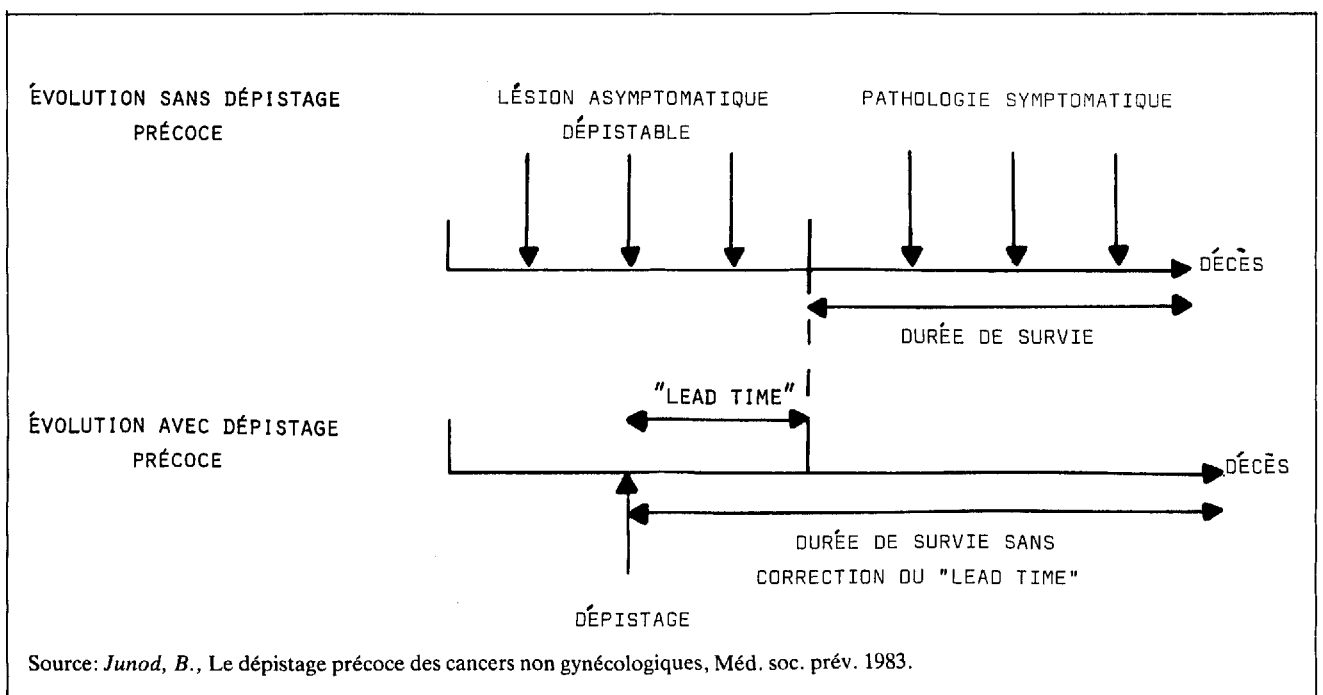 ÉVOLUTION SANS DÉPISTAGE
PRÉCOCE
LÉSION ASYMPTOMATIQUE
DÉPISTABLE
PATHOLOGIE SYMPTOMATIQUE
DÉCÈS
DURÉE DE SURVIE
"LEAD TIME"
ÉVOLUTION AVEC DÉPISTAGE
PRÉCOCE
DÉCÈS
DURÉE DE SURVIE SANS
CORRECTION DU "LEAD TIME"
DÉPISTAGE
Source: Junod, B., Le dépistage précoce des cancers non gynécologiques, Méd. soc. prév. 1983.